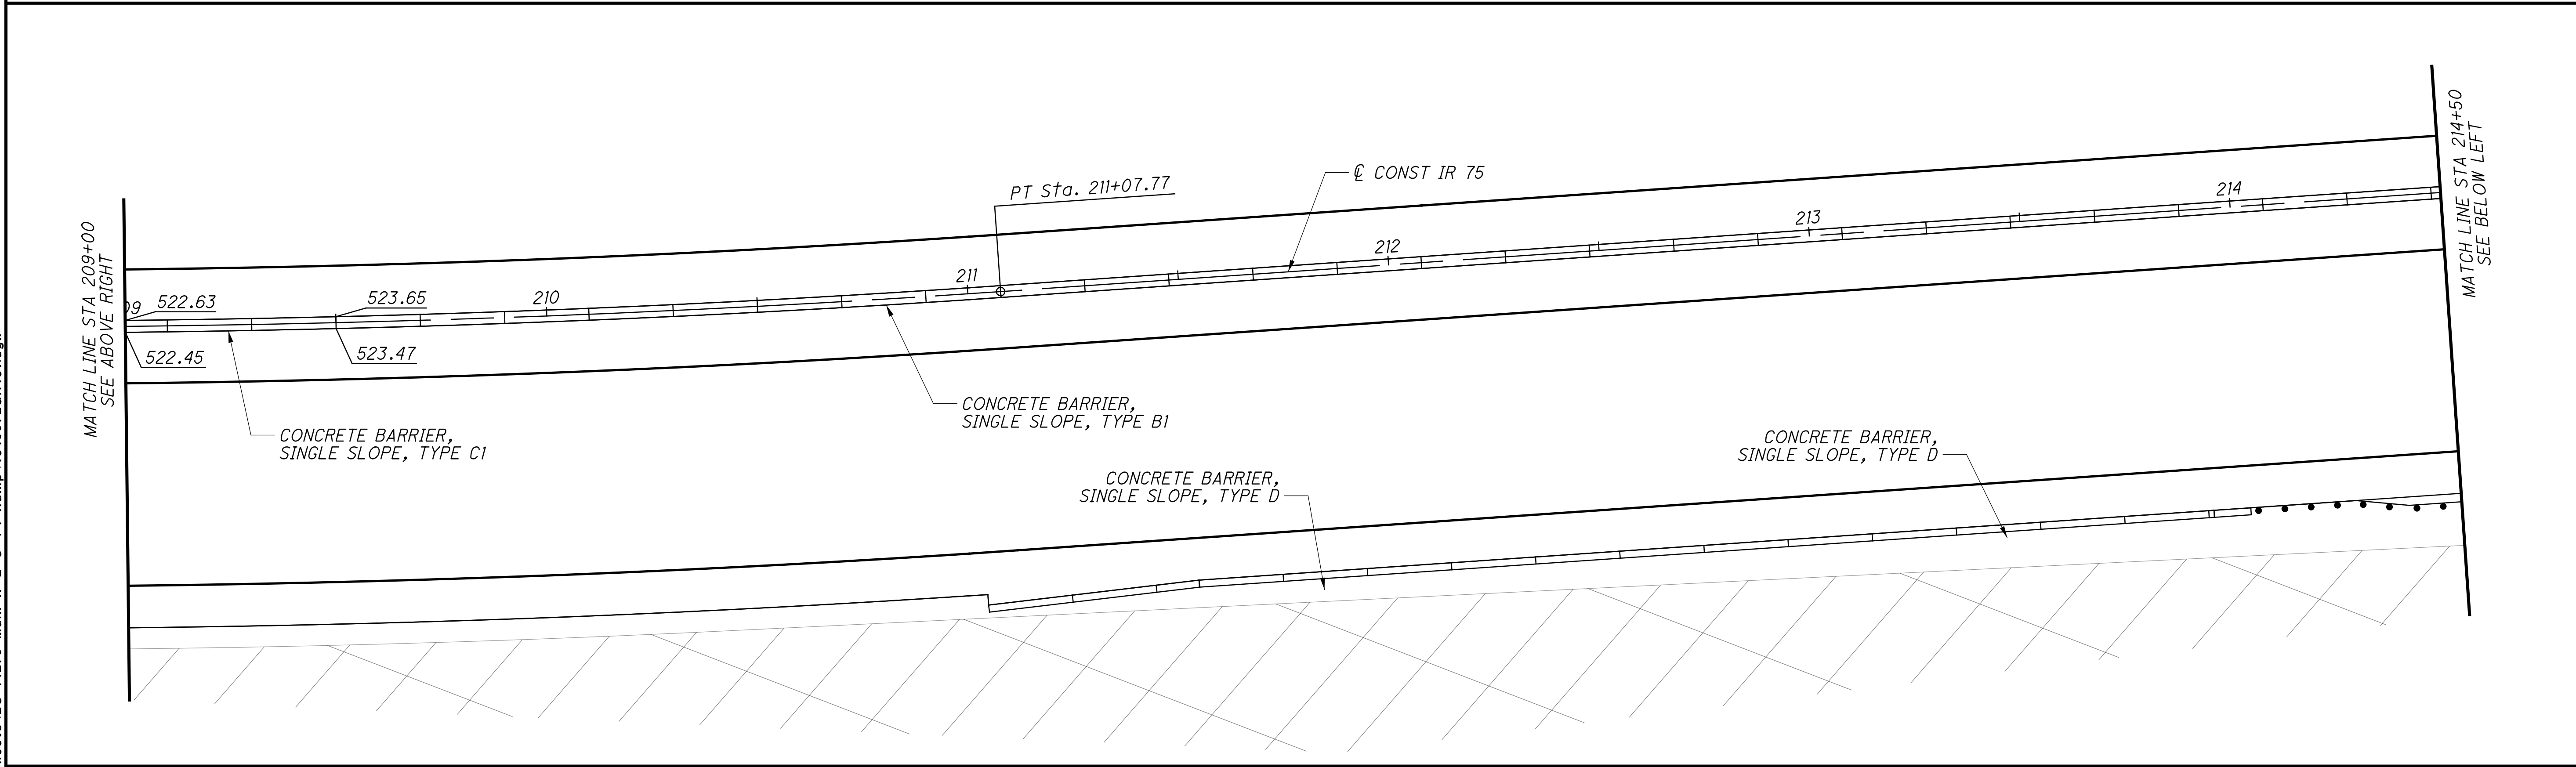 MATCH LINE STA 209+00
SEE ABOVE RIGHT
09
522.63
522.45
523.65
523.47
210
211
PT Sta. 211+07.77
℄ CONST IR 75
212
213
214
MATCH LINE STA 214+50
SEE BELOW LEFT
CONCRETE BARRIER,
SINGLE SLOPE, TYPE C1
CONCRETE BARRIER,
SINGLE SLOPE, TYPE B1
CONCRETE BARRIER,
SINGLE SLOPE, TYPE D
CONCRETE BARRIER,
SINGLE SLOPE, TYPE D